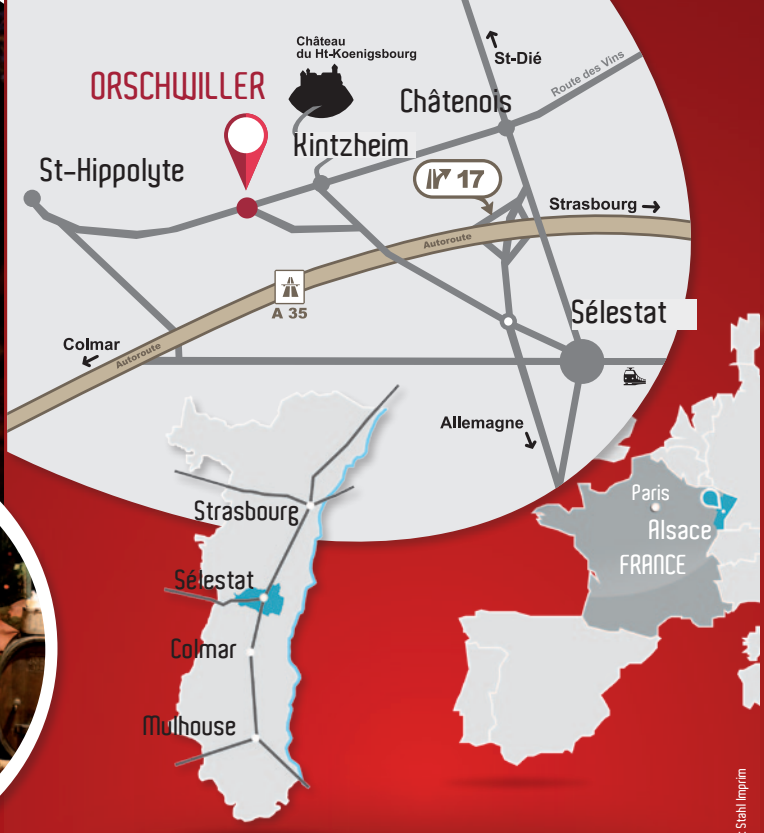 Château
du Ht-Koenigsbourg
St-Dié
Route des Vins
ORSCHWILLER
Châtenois
Kintzheim
St-Hippolyte
17
Strasbourg
Autoroute
A 35
Sélestat
Colmar
Autoroute
Allemagne
Strasbourg
Sélestat
Colmar
Mulhouse
Paris
Alsace
FRANCE
: Stahl Imprim